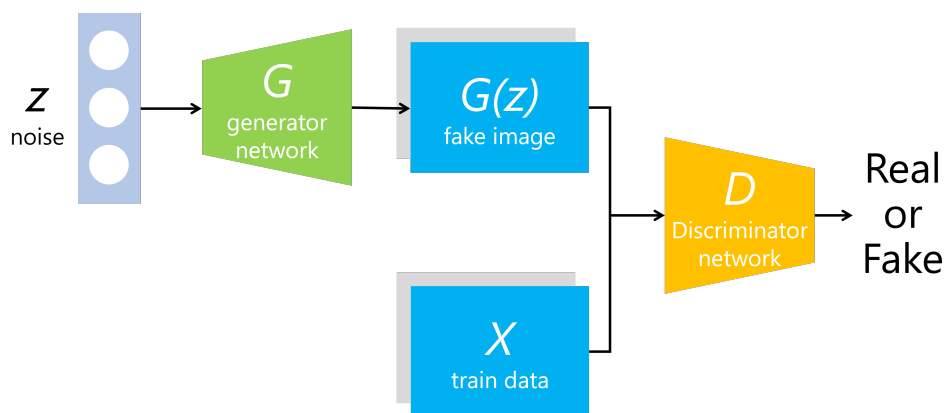 z
noise
G
generator
network
G(z)
fake image
D
Discriminator
network
Real
or
Fake
X
train data